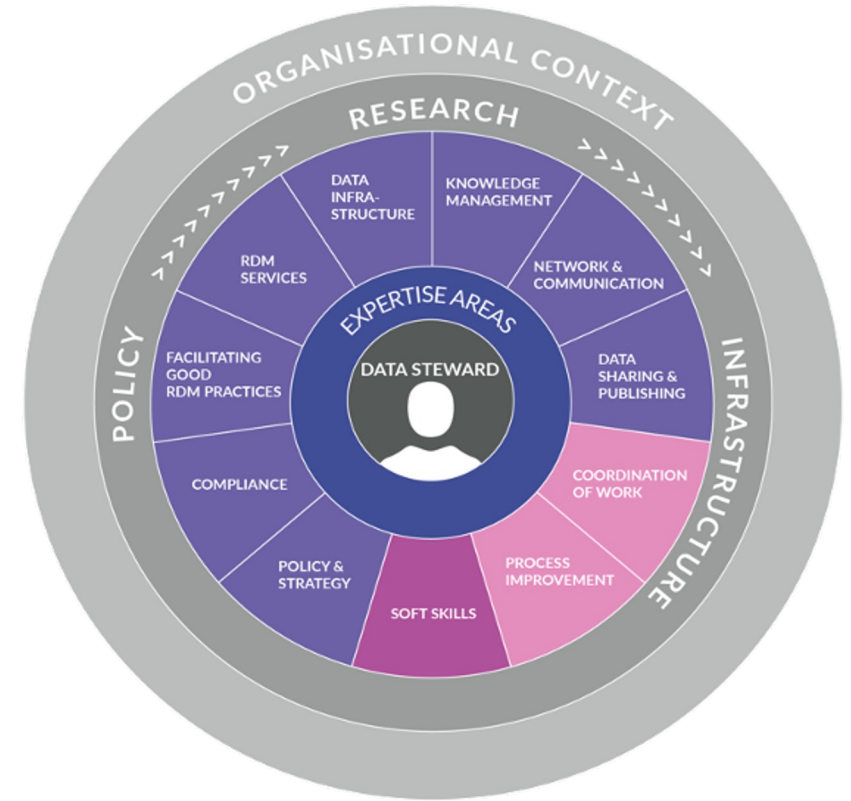 ORGANISATIONAL CONTEXT
RESEARCH
>>>>>>>>>>
>>>>>>>>>>
POLICY
INFRASTRUCTURE
DATA
INFRA-
STRUCTURE
KNOWLEDGE
MANAGEMENT
NETWORK &
COMMUNICATION
DATA
SHARING &
PUBLISHING
COORDINATION
OF WORK
PROCESS
IMPROVEMENT
SOFT SKILLS
POLICY &
STRATEGY
COMPLIANCE
FACILITATING
GOOD
RDM PRACTICES
RDM
SERVICES
EXPERTISE AREAS
DATA STEWARD